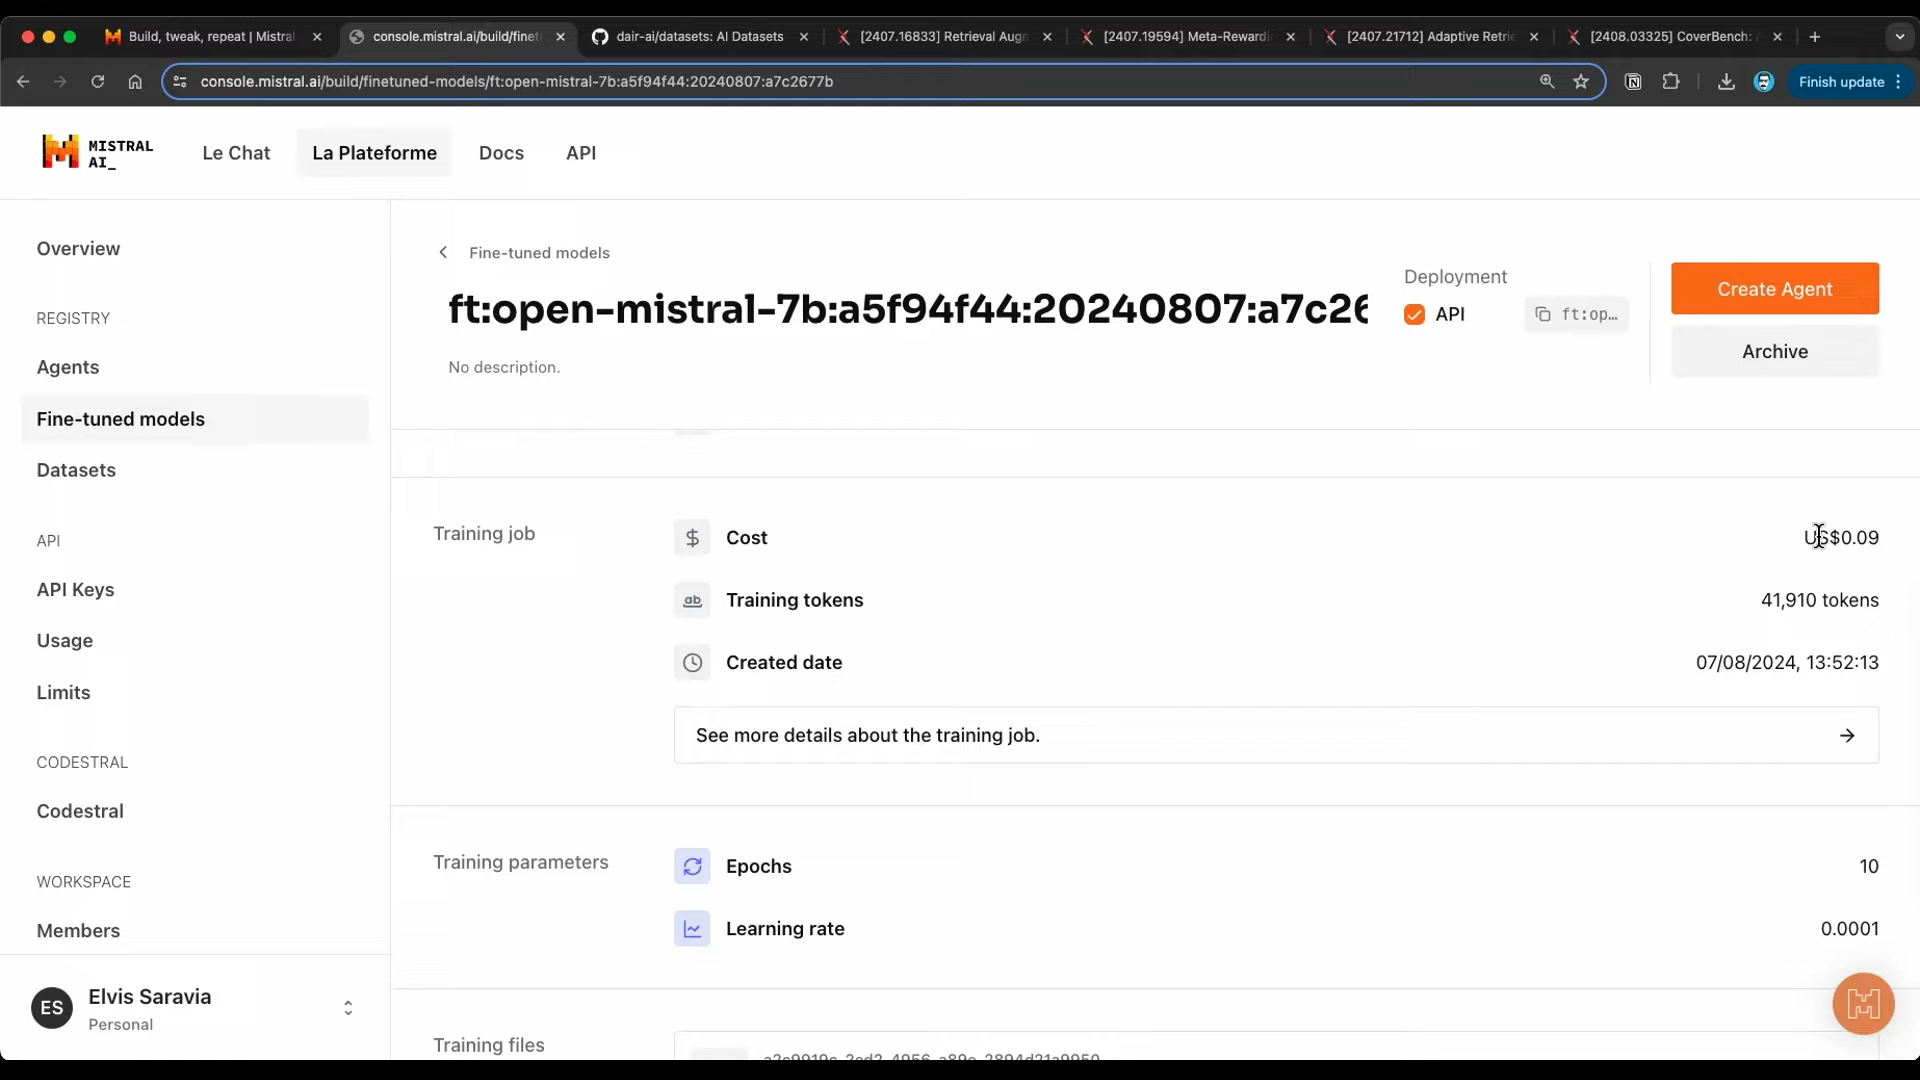 Build, tweak, repeat | Mistral
console.mistral.ai/build/finet
dair-ai/datasets: AI Datasets
[2407.16833] Retrieval Aug
[2407.19594] Meta-Rewardi
[2407.21712] Adaptive Retrie
[2408.03325] CoverBench: A
console.mistral.ai/build/finetuned-models/ft:open-mistral-7b:a5f94f44:20240807:a7c2677b
Finish update
MISTRAL
AI_
Le Chat
La Plateforme
Docs
API
Overview
REGISTRY
Agents
Fine-tuned models
Datasets
API
API Keys
Usage
Limits
CODESTRAL
Codestral
WORKSPACE
Members
ES
Elvis Saravia
Personal
Fine-tuned models
ft:open-mistral-7b:a5f94f44:20240807:a7c26
No description.
Deployment
API
ft:op…
Create Agent
Archive
Training job
Cost
US$0.09
Training tokens
41,910 tokens
Created date
07/08/2024, 13:52:13
See more details about the training job.
Training parameters
Epochs
10
Learning rate
0.0001
Training files